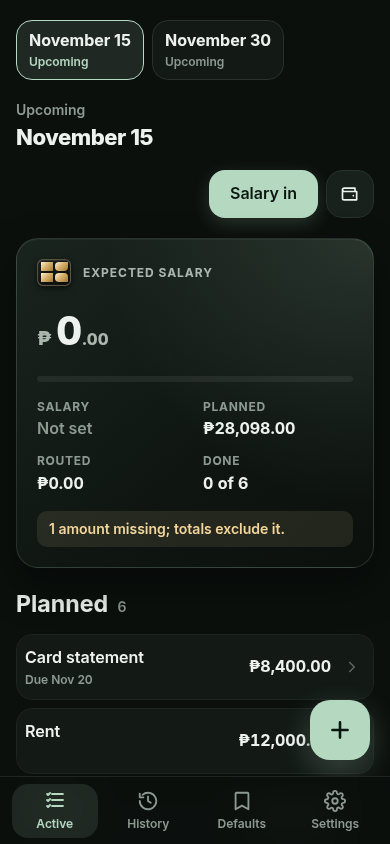 November 15
Upcoming
November 30
Upcoming
Upcoming
November 15
Salary in
EXPECTED SALARY
₱ 0.00
SALARY
PLANNED
Not set
₱28,098.00
ROUTED
DONE
₱0.00
0 of 6
1 amount missing; totals exclude it.
Planned 6
Card statement
₱8,400.00
Due Nov 20
Rent
₱12,000.
Active
History
Defaults
Settings